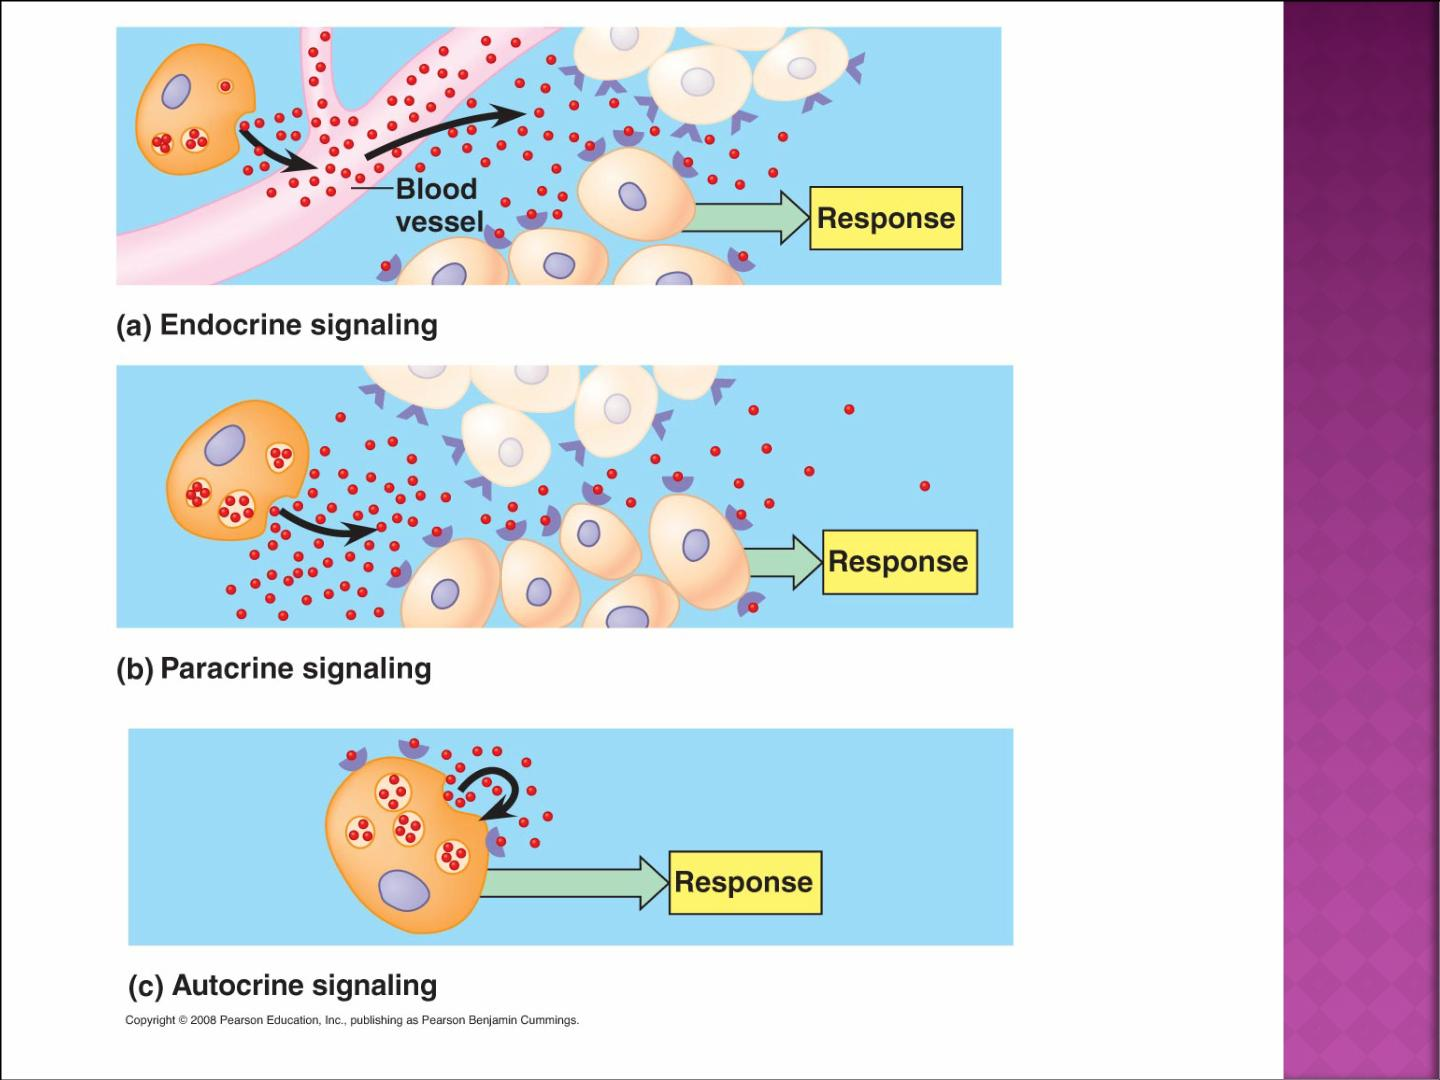 Blood
vessel
Response
(a) Endocrine signaling
Response
(b) Paracrine signaling
Response
(c) Autocrine signaling
Copyright © 2008 Pearson Education, Inc., publishing as Pearson Benjamin Cummings.